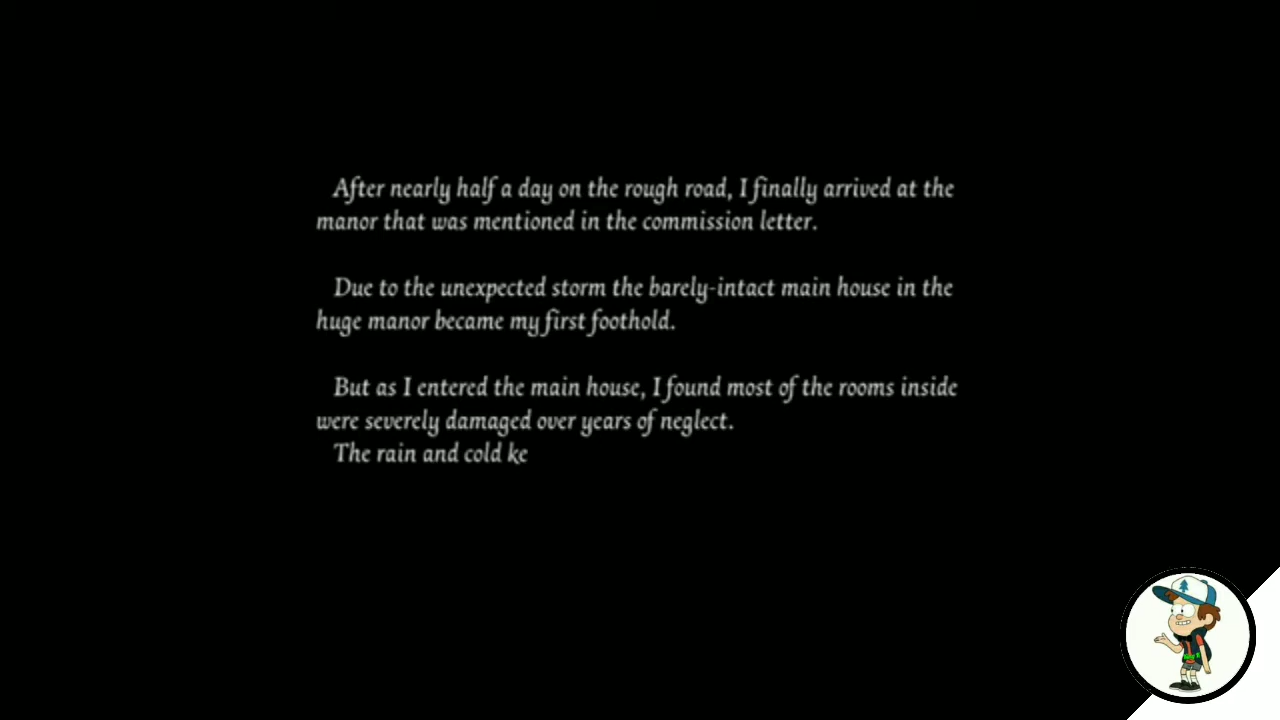 After nearly half a day on the rough road, I finally arrived at the
manor that was mentioned in the commission letter.
Due to the unexpected storm the barely-intact main house in the
huge manor became my first foothold.
But as I entered the main house, I found most of the rooms inside
were severely damaged over years of neglect.
The rain and cold ke